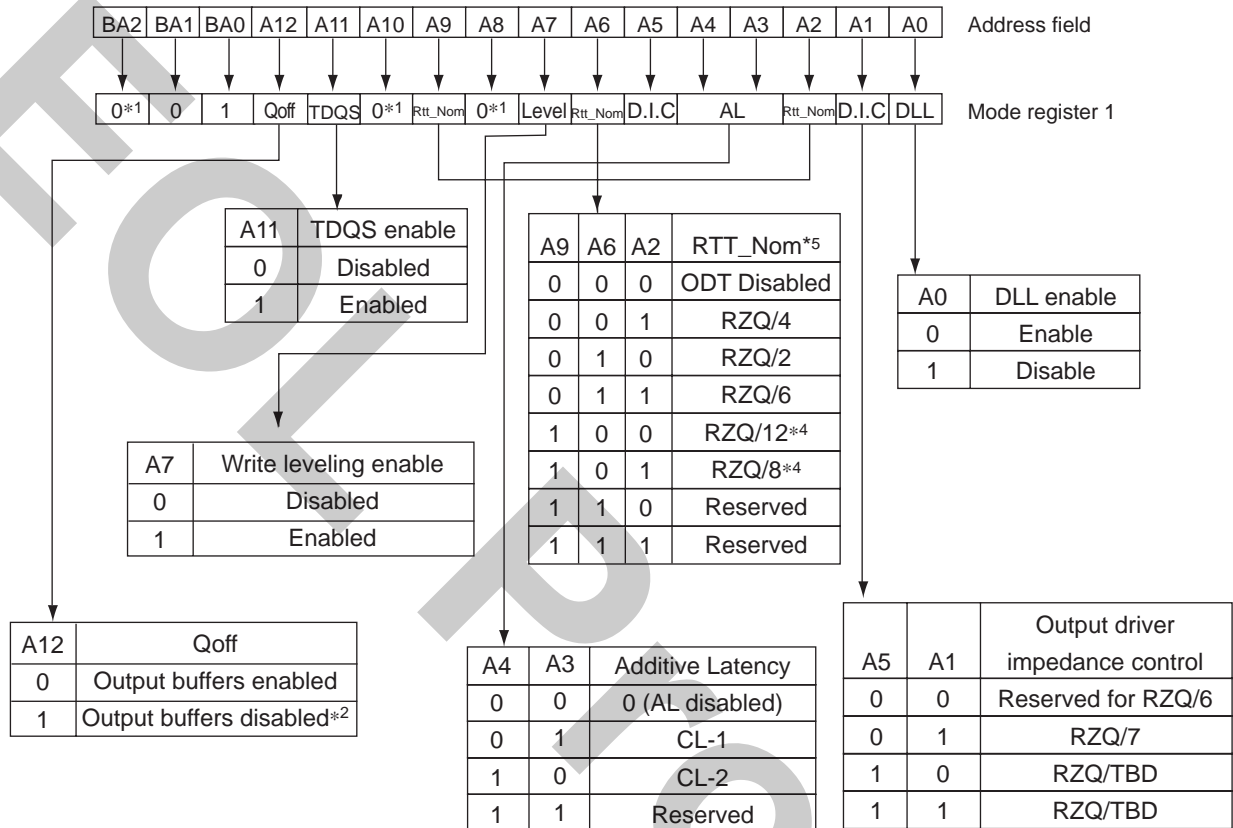 BA2 BA1 BA0 A12 A11 A10 A9 A8 A7 A6 A5 A4 A3 A2 A1 A0 Address field
0*1 0 1 Qoff TDQS 0*1 Rtt_Nom 0*1 Level Rtt_Nom D.I.C AL Rtt_Nom D.I.C DLL Mode register 1
A11 TDQS enable
0 Disabled
1 Enabled
A9 A6 A2 RTT_Nom*5
0 0 0 ODT Disabled
0 0 1 RZQ/4
0 1 0 RZQ/2
0 1 1 RZQ/6
1 0 0 RZQ/12*4
1 0 1 RZQ/8*4
1 1 0 Reserved
1 1 1 Reserved
A0 DLL enable
0 Enable
1 Disable
A7 Write leveling enable
0 Disabled
1 Enabled
A12 Qoff
0 Output buffers enabled
1 Output buffers disabled*2
A4 A3 Additive Latency
0 0 0 (AL disabled)
0 1 CL-1
1 0 CL-2
1 1 Reserved
A5 A1 Output driver
impedance control
0 0 Reserved for RZQ/6
0 1 RZQ/7
1 0 RZQ/TBD
1 1 RZQ/TBD
EOL Pro